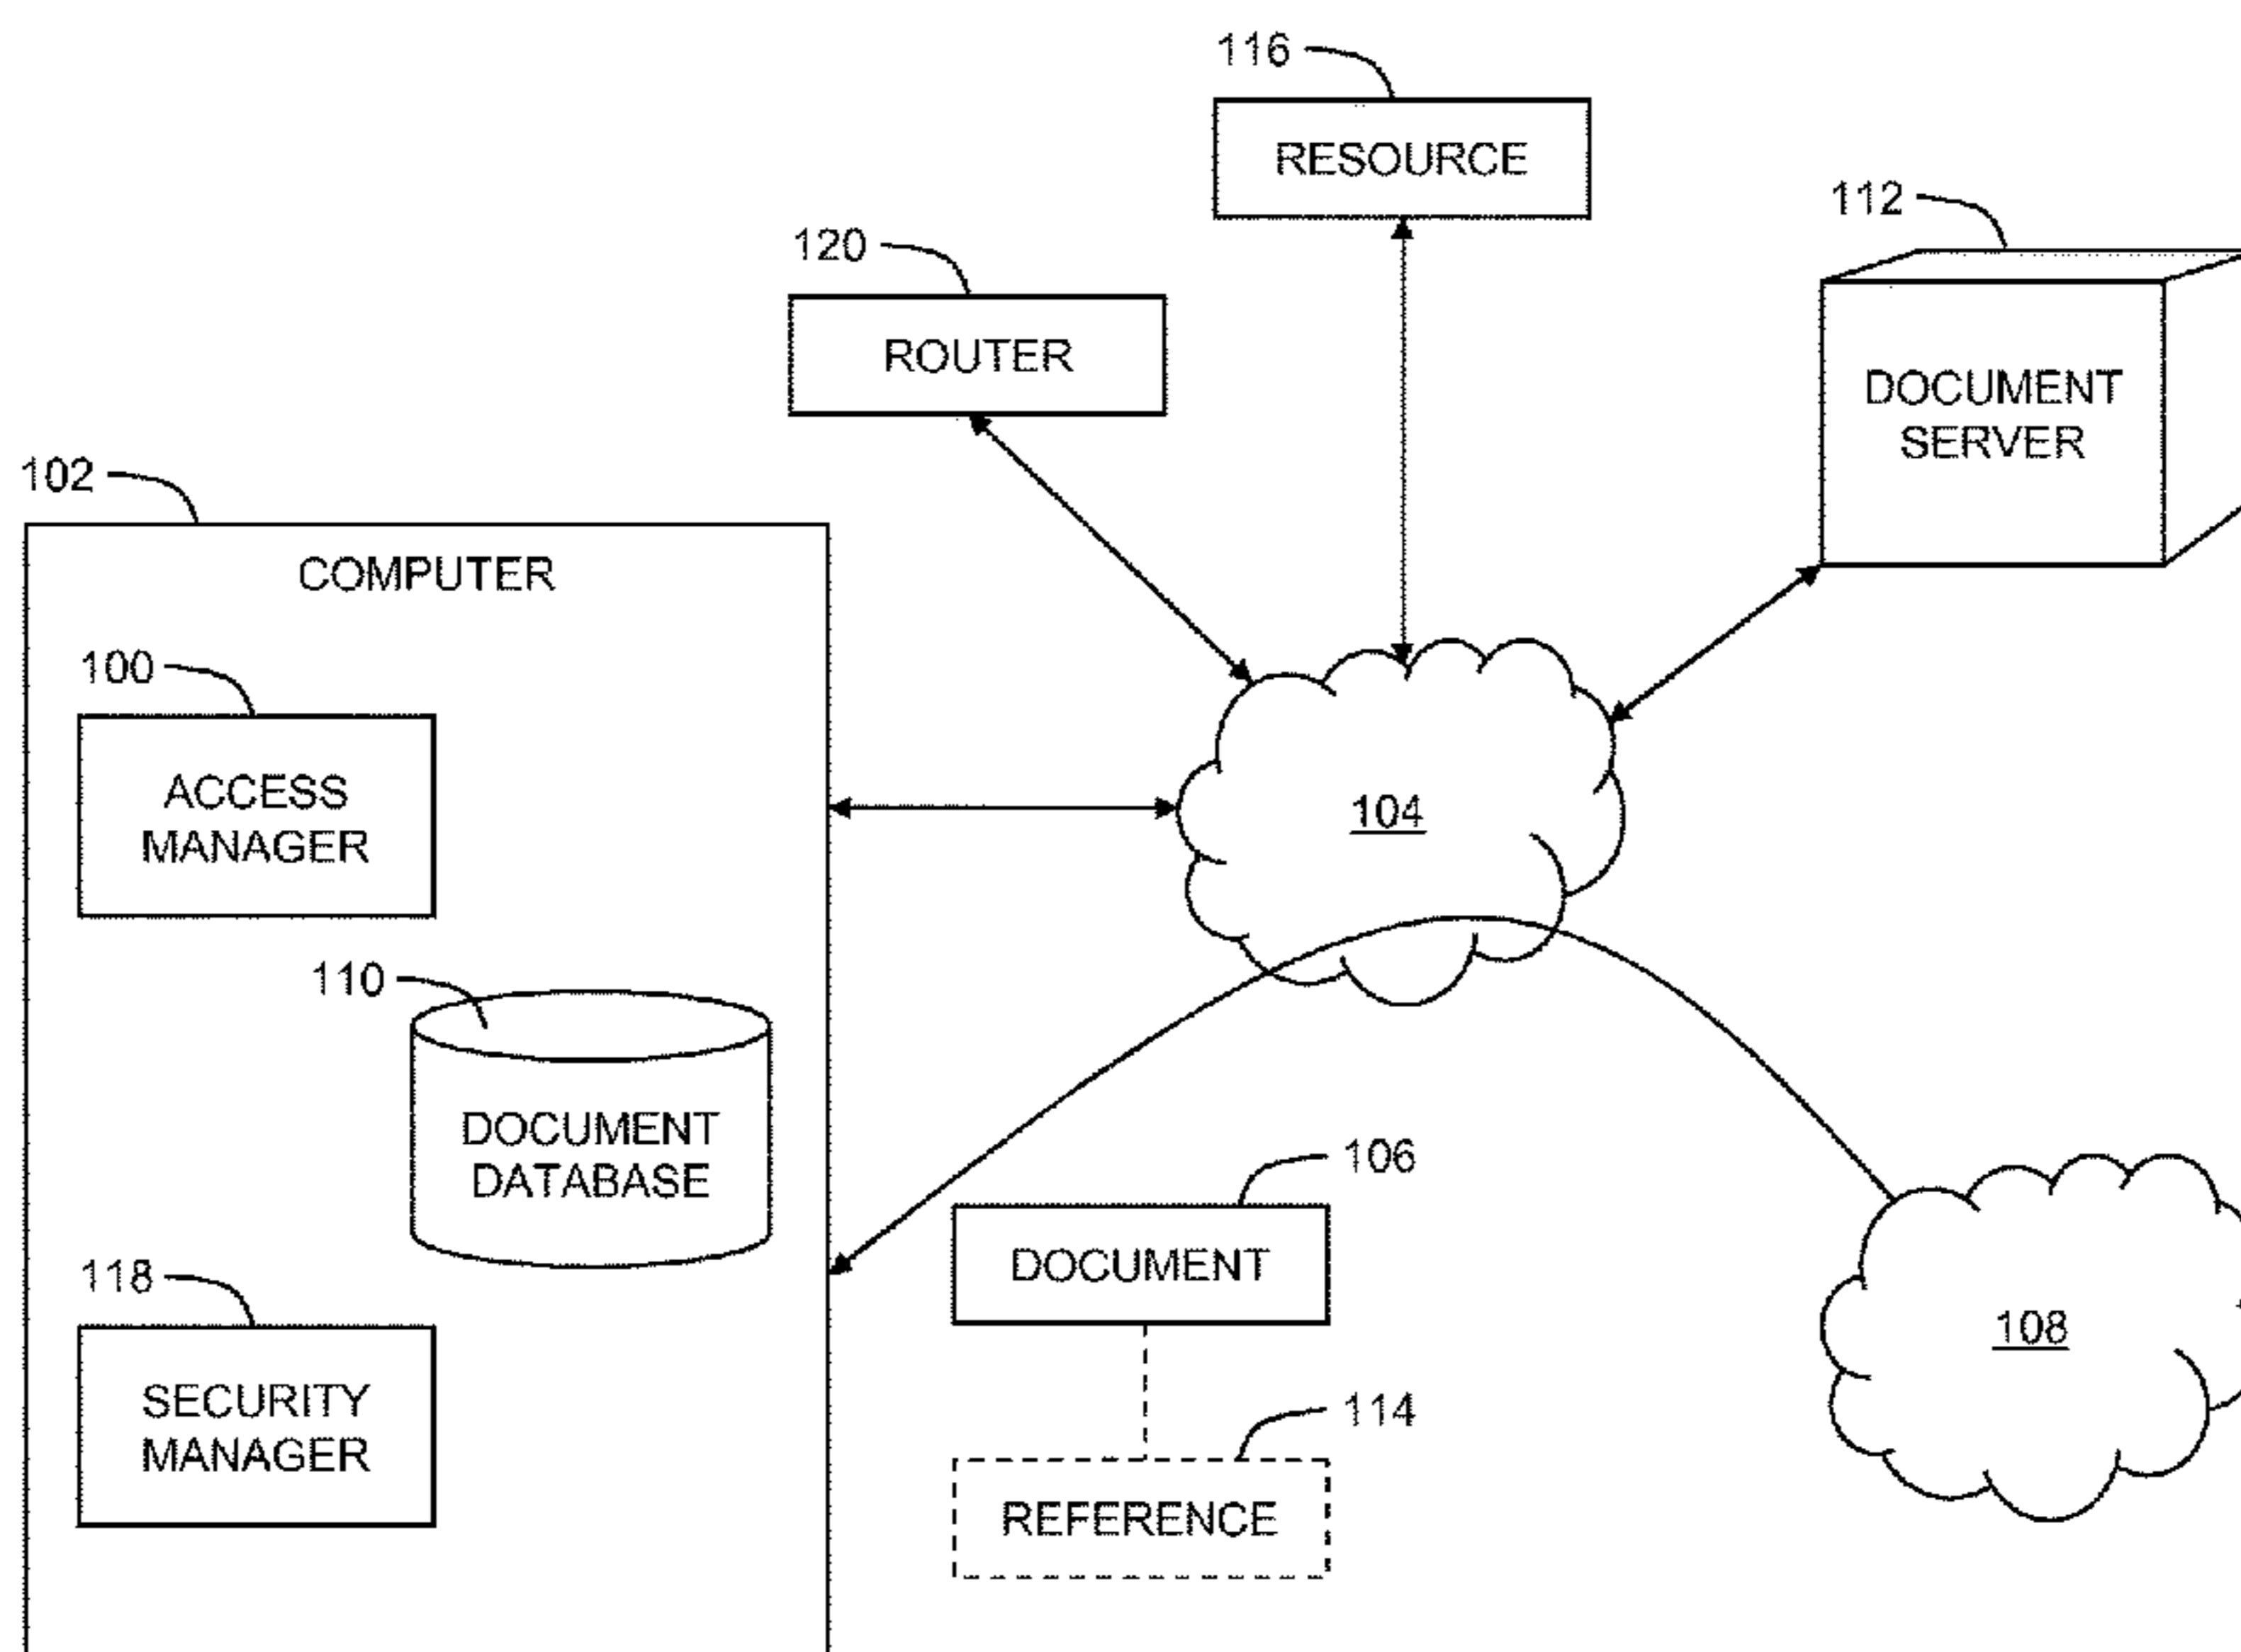 116
RESOURCE
112
120
ROUTER
DOCUMENT
SERVER
102
COMPUTER
100
ACCESS
MANAGER
104
110
DOCUMENT
DATABASE
106
DOCUMENT
118
108
SECURITY
MANAGER
114
REFERENCE